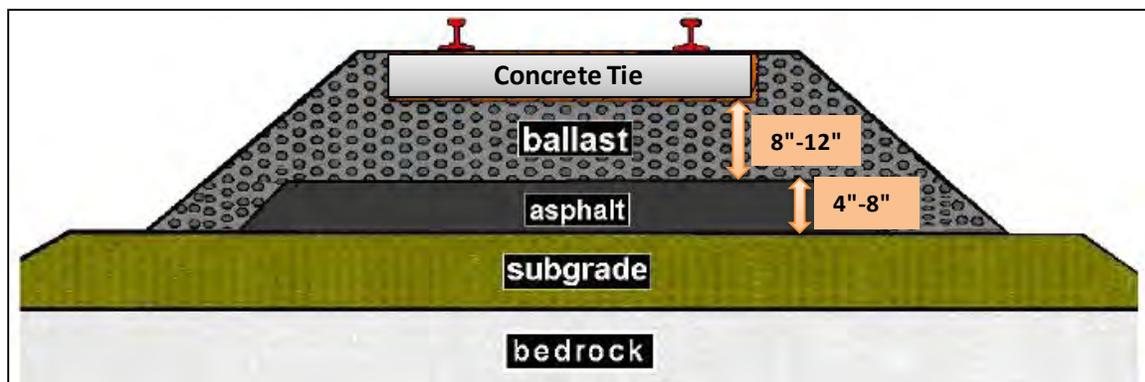 Concrete Tie
ballast
8"-12"
asphalt
4"-8"
subgrade
bedrock